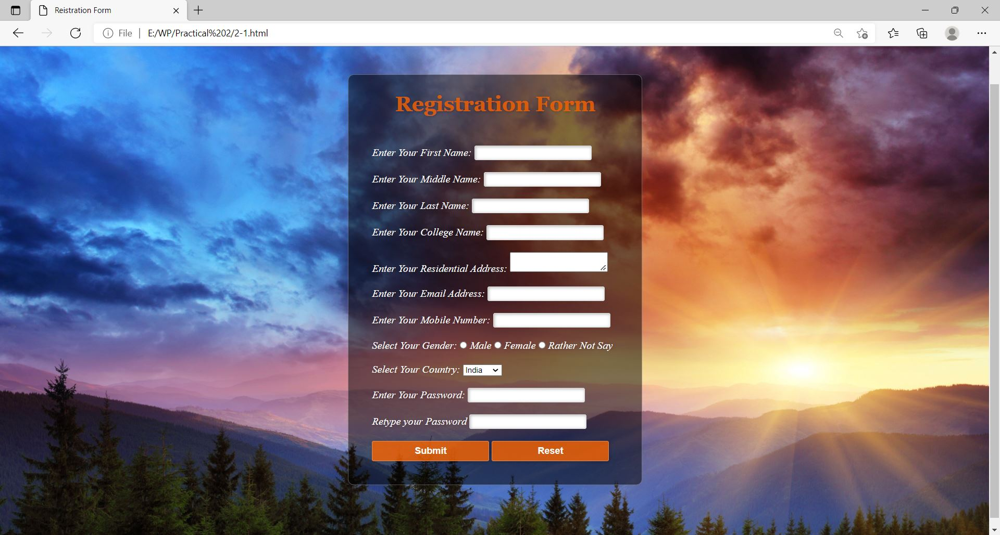 Reistration Form
File
E:/WP/Practical%202/2-1.html
Registration Form
Enter Your First Name:
Enter Your Middle Name:
Enter Your Last Name:
Enter Your College Name:
Enter Your Residential Address:
Enter Your Email Address:
Enter Your Mobile Number:
Select Your Gender: Male Female Rather Not Say
Select Your Country: India
Enter Your Password:
Retype your Password
Submit Reset